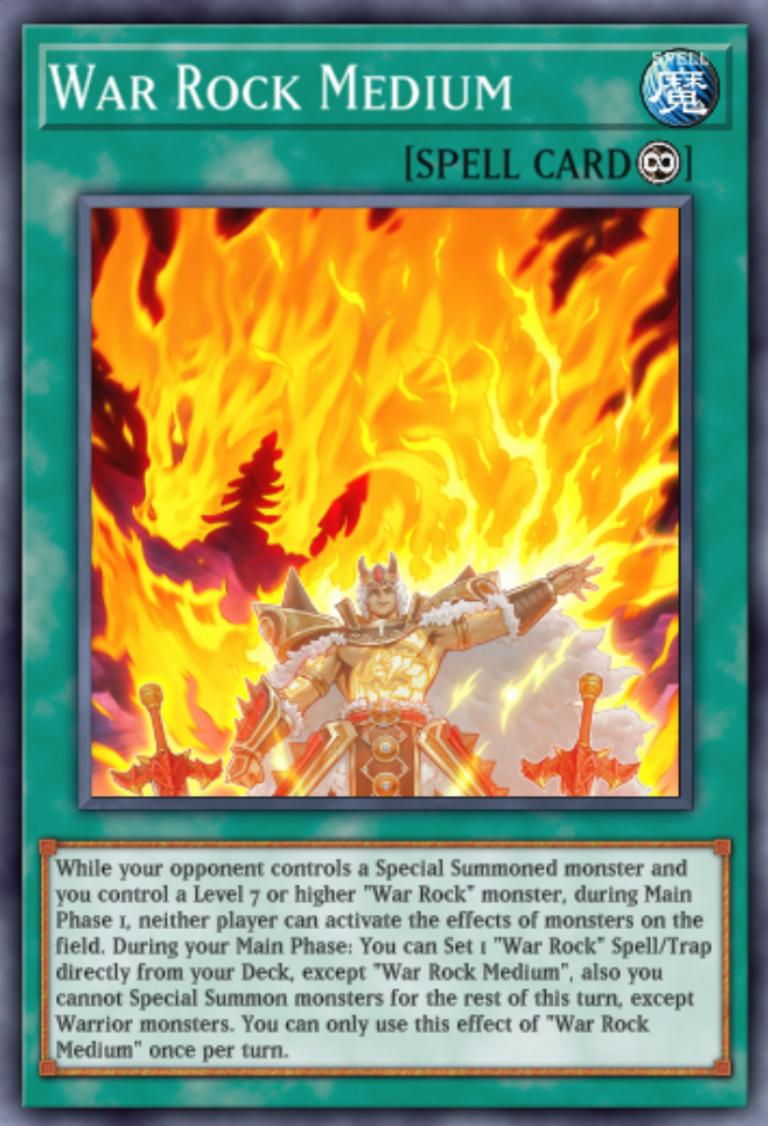 War Rock Medium
SPELL
魔
[SPELL CARD]
While your opponent controls a Special Summoned monster and
you control a Level 7 or higher "War Rock" monster, during Main
Phase 1, neither player can activate the effects of monsters on the
field. During your Main Phase: You can Set 1 "War Rock" Spell/Trap
directly from your Deck, except "War Rock Medium", also you
cannot Special Summon monsters for the rest of this turn, except
Warrior monsters. You can only use this effect of "War Rock
Medium" once per turn.